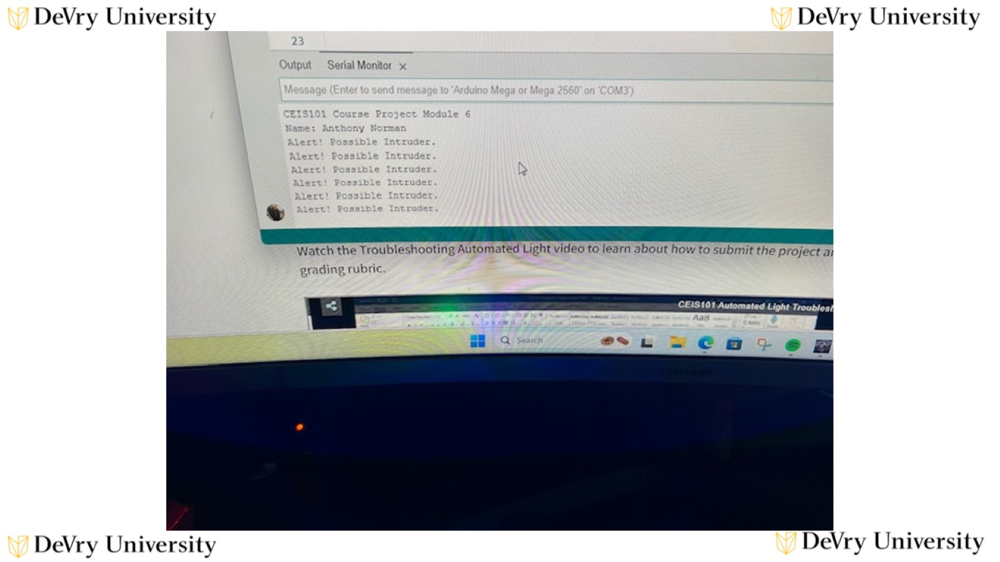 DeVry University
DeVry University
23
Output Serial Monitor ×
Message (Enter to send message to 'Arduino Mega or Mega 2560' on 'COM3')
CEIS101 Course Project Module 6
Name: Anthony Norman
Alert! Possible Intruder.
Alert! Possible Intruder.
Alert! Possible Intruder.
Alert! Possible Intruder.
Alert! Possible Intruder.
Alert! Possible Intruder.
Watch the Troubleshooting Automated Light video to learn about how to submit the project
grading rubric.
CEIS101 Automated Light
Search
SAMSUNG
DeVry University
DeVry University